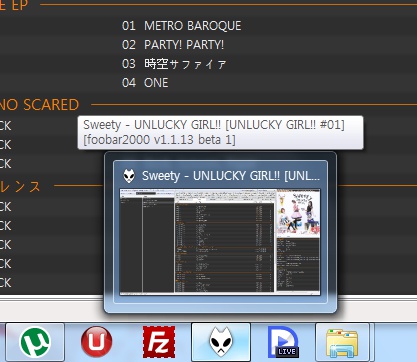 E EP
01 METRO BAROQUE
02 PARTY! PARTY!
03 時空サファイア
04 ONE
NO SCARED
CK
Sweety - UNLUCKY GIRL!! [UNLUCKY GIRL!! #01]
[foobar2000 v1.1.13 beta 1]
CK
CK
Sweety - UNLUCKY GIRL!! [UNL...
レンス
CK
CK
CK
CK
Sweety
LIVE